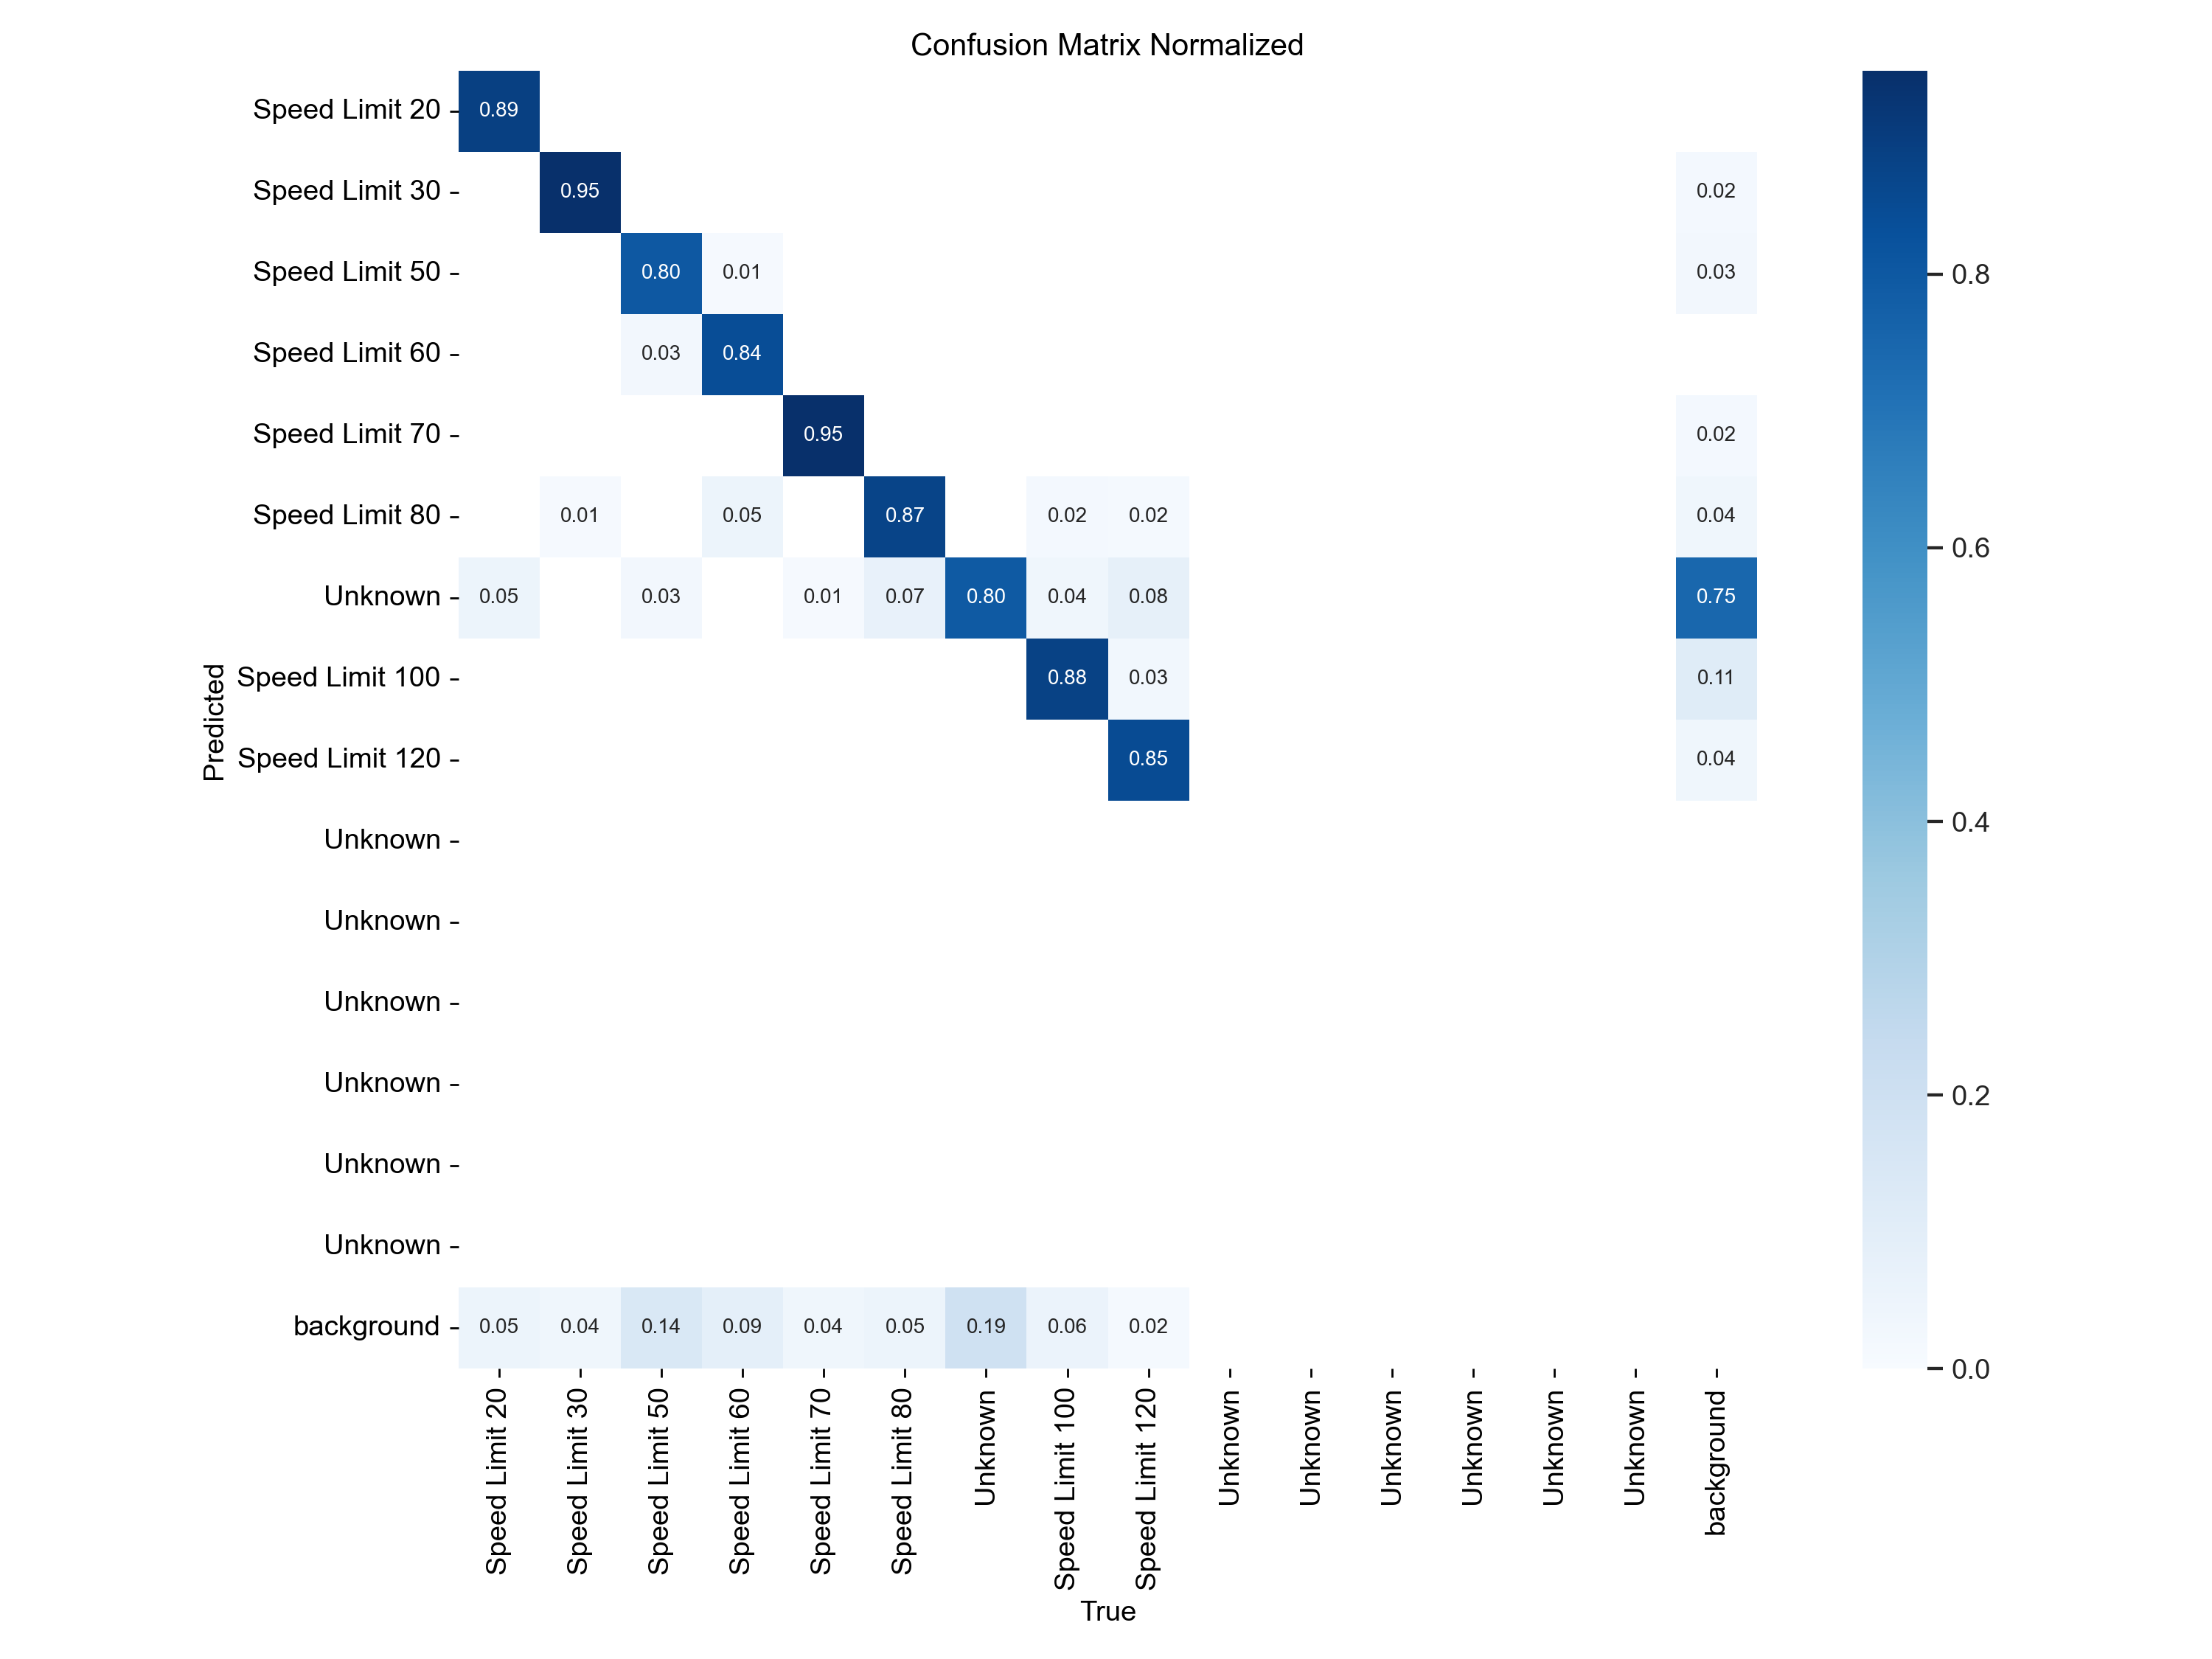 Confusion Matrix Normalized
Speed Limit 20
0.89
Speed Limit 30
0.95
0.02
Speed Limit 50
0.80
0.01
0.03
0.8
Speed Limit 60
0.03
0.84
Speed Limit 70
0.95
0.02
Speed Limit 80
0.01
0.05
0.87
0.02
0.02
0.04
0.6
Unknown
0.05
0.03
0.01
0.07
0.80
0.04
0.08
0.75
Predicted
Speed Limit 100
0.88
0.03
0.11
Speed Limit 120
0.85
0.04
0.4
Unknown
Unknown
Unknown
Unknown
0.2
Unknown
Unknown
background
0.05
0.04
0.14
0.09
0.04
0.05
0.19
0.06
0.02
0.0
Speed Limit 20
Speed Limit 30
Speed Limit 50
Speed Limit 60
Speed Limit 70
Speed Limit 80
Unknown
Speed Limit 100
Speed Limit 120
Unknown
Unknown
Unknown
Unknown
Unknown
Unknown
background
True